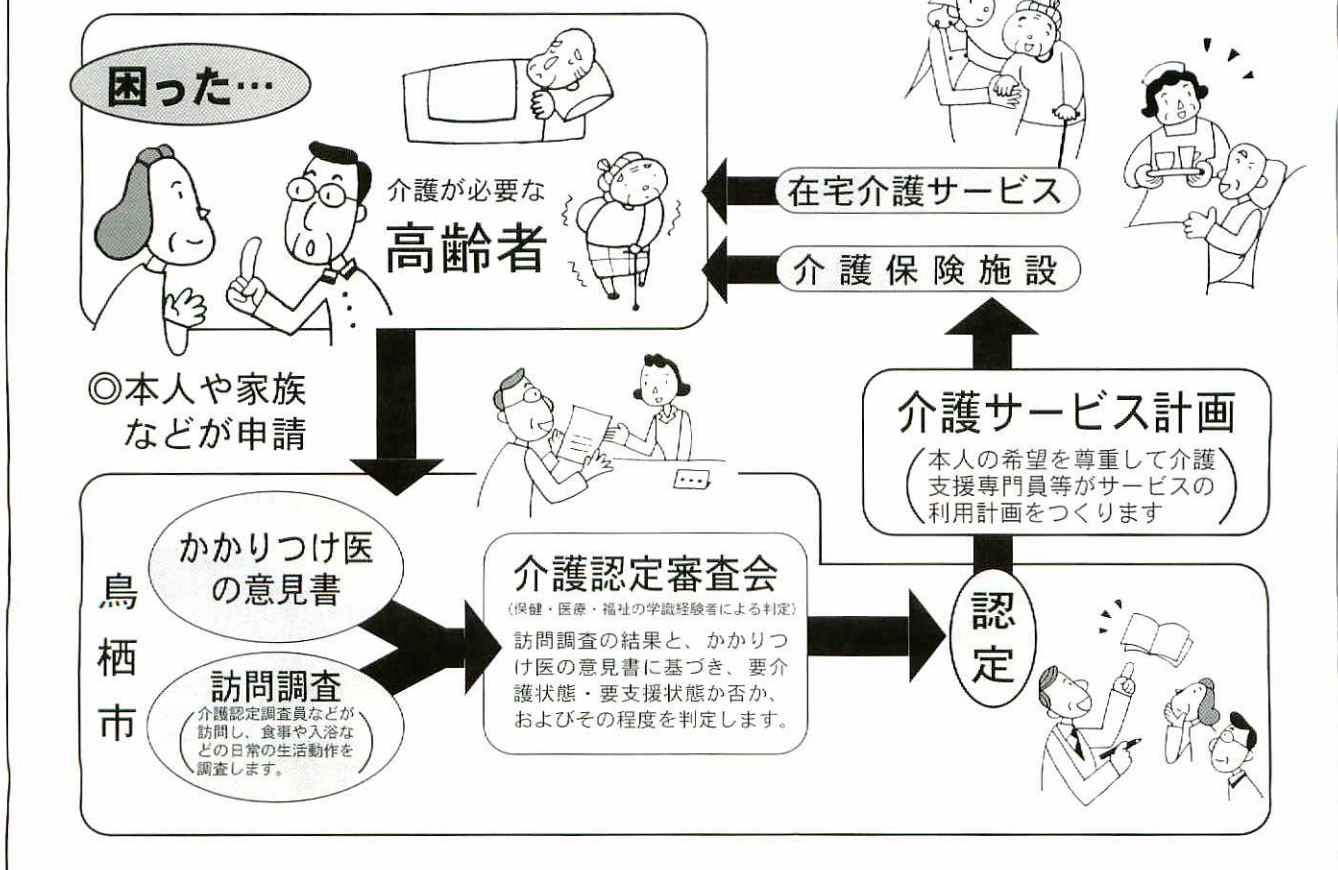 困った…
介護が必要な
高齢者
在宅介護サービス
介護保険施設
◎本人や家族
などが申請
介護サービス計画
(本人の希望を尊重して介護
支援専門員等がサービスの
利用計画をつくります)
鳥栖市
かかりつけ医
の意見書
訪問調査
(介護認定調査員などが
訪問し、食事や入浴な
どの日常の生活動作を
調査します。)
介護認定審査会
(保健・医療・福祉の学識経験者による判定)
訪問調査の結果と、かかりつ
け医の意見書に基づき、要介
護状態・要支援状態か否か、
およびその程度を判定します。
認定